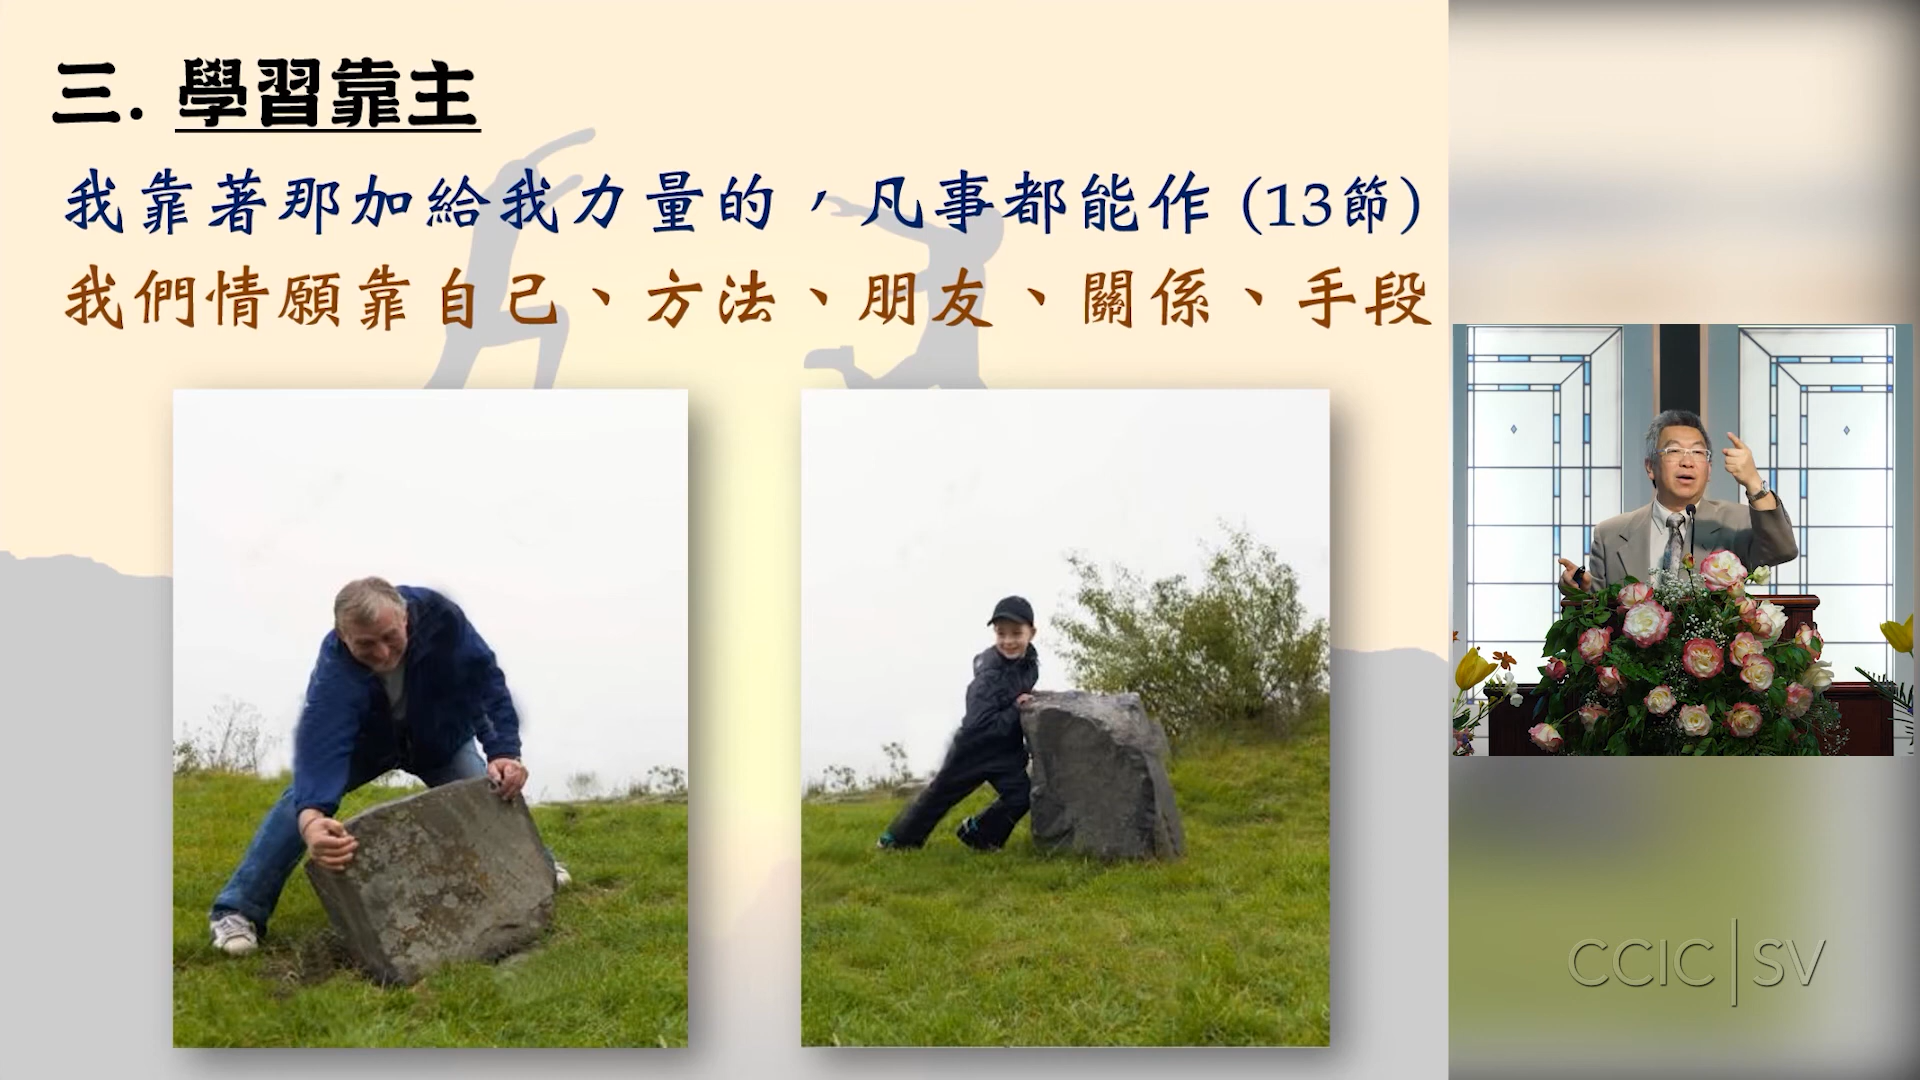 三. 學習靠主
我靠著那加給我力量的，凡事都能作 (13節)
我們情願靠自己、方法、朋友、關係、手段
CCIC|SV